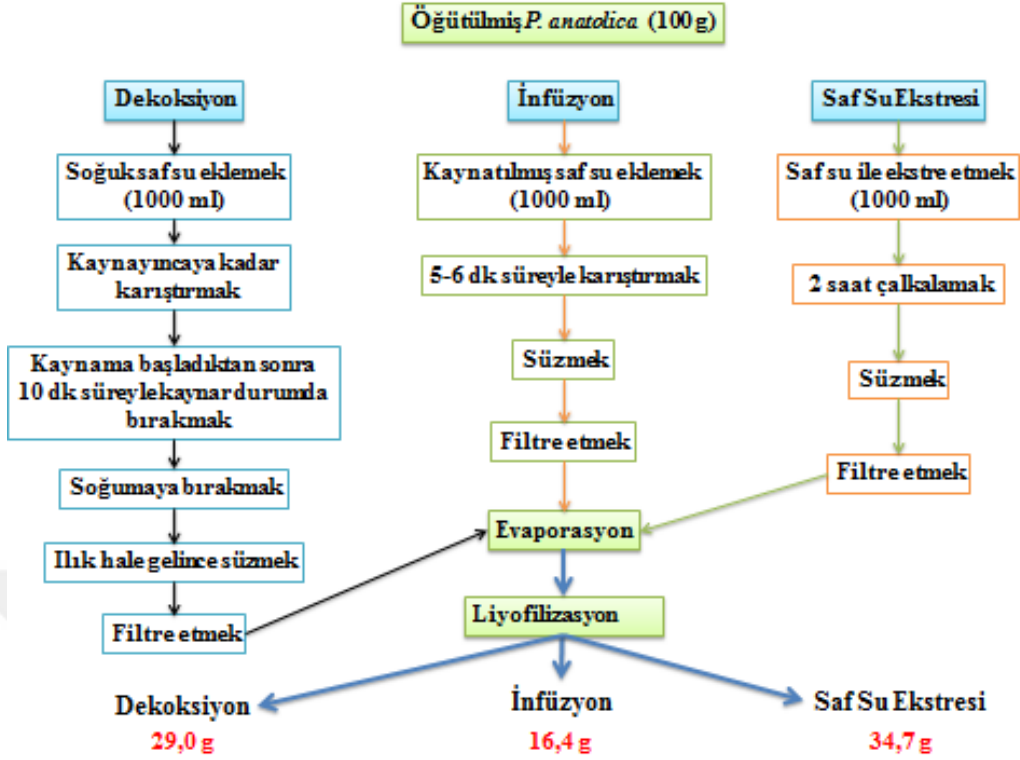 Öğütülmiş P. anatolica (100 g)
Dekoksiyon
Soğuk saf su eklemek
(1000 ml)
Kaynayıncaya kadar
karıştırmak
Kaynama başladıktan sonra
10 dk süreyle kaynar durumda
bırakmak
Soğumaya bırakmak
Ilık hale gelince süzmek
Filtre etmek
İnfüzyon
Kaynatılmış saf su eklemek
(1000 ml)
5-6 dk süreyle karıştırmak
Süzmek
Filtre etmek
Saf Su Ekstresi
Saf su ile ekstre etmek
(1000 ml)
2 saat çalkalamak
Süzmek
Filtre etmek
Evaporasyon
Liyofilizasyon
Dekoksiyon
29,0 g
İnfüzyon
16,4 g
Saf Su Ekstresi
34,7 g